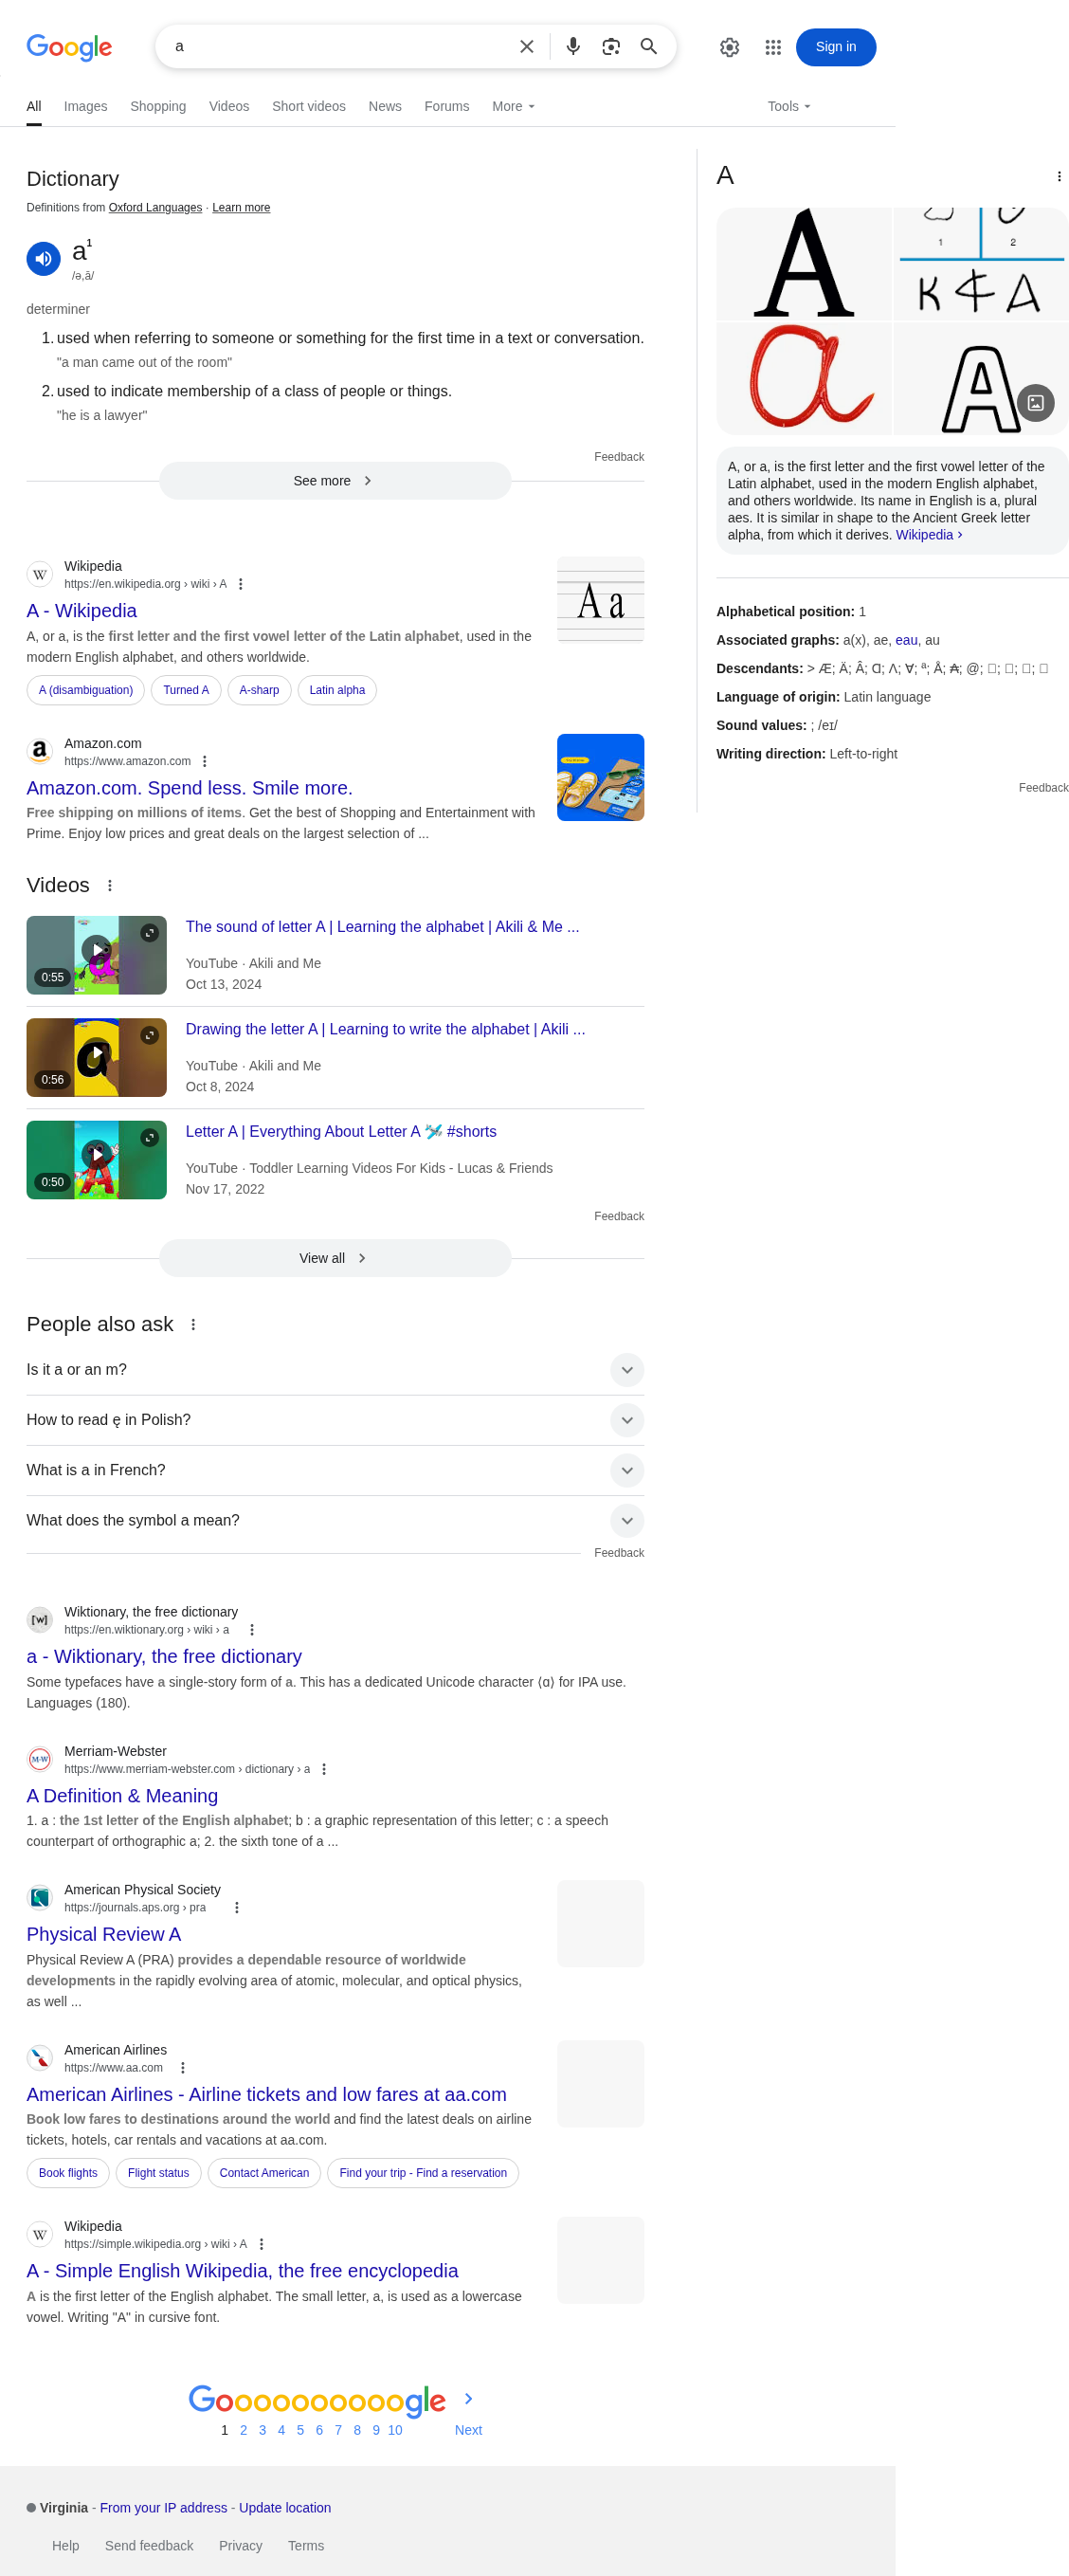 Google
a
Sign in
All Images Shopping Videos Short videos News Forums More Tools
Dictionary
Definitions from Oxford Languages · Learn more
a¹
/ə,ā/
determiner
1. used when referring to someone or something for the first time in a text or conversation.
"a man came out of the room"
2. used to indicate membership of a class of people or things.
"he is a lawyer"
Feedback
See more
Wikipedia
https://en.wikipedia.org › wiki › A
A - Wikipedia
A, or a, is the first letter and the first vowel letter of the Latin alphabet, used in the
modern English alphabet, and others worldwide.
A (disambiguation) Turned A A-sharp Latin alpha
A a
Amazon.com
https://www.amazon.com
Amazon.com. Spend less. Smile more.
Free shipping on millions of items. Get the best of Shopping and Entertainment with
Prime. Enjoy low prices and great deals on the largest selection of ...
Videos
The sound of letter A | Learning the alphabet | Akili & Me ...
YouTube · Akili and Me
Oct 13, 2024
0:55
Drawing the letter A | Learning to write the alphabet | Akili ...
YouTube · Akili and Me
Oct 8, 2024
a
0:56
Letter A | Everything About Letter A 🛩️ #shorts
YouTube · Toddler Learning Videos For Kids - Lucas & Friends
Nov 17, 2022
A
0:50
Feedback
View all
People also ask
Is it a or an m?
How to read ę in Polish?
What is a in French?
What does the symbol a mean?
Feedback
Wiktionary, the free dictionary
https://en.wiktionary.org › wiki › a
a - Wiktionary, the free dictionary
Some typefaces have a single-story form of a. This has a dedicated Unicode character ⟨ɑ⟩ for IPA use.
Languages (180).
Merriam-Webster
https://www.merriam-webster.com › dictionary › a
A Definition & Meaning
1. a : the 1st letter of the English alphabet; b : a graphic representation of this letter; c : a speech
counterpart of orthographic a; 2. the sixth tone of a ...
American Physical Society
https://journals.aps.org › pra
Physical Review A
Physical Review A (PRA) provides a dependable resource of worldwide
developments in the rapidly evolving area of atomic, molecular, and optical physics,
as well ...
American Airlines
https://www.aa.com
American Airlines - Airline tickets and low fares at aa.com
Book low fares to destinations around the world and find the latest deals on airline
tickets, hotels, car rentals and vacations at aa.com.
Book flights Flight status Contact American Find your trip - Find a reservation
Wikipedia
https://simple.wikipedia.org › wiki › A
A - Simple English Wikipedia, the free encyclopedia
A is the first letter of the English alphabet. The small letter, a, is used as a lowercase
vowel. Writing "A" in cursive font.
A
A
1 2
a
A
A, or a, is the first letter and the first vowel letter of the
Latin alphabet, used in the modern English alphabet,
and others worldwide. Its name in English is a, plural
aes. It is similar in shape to the Ancient Greek letter
alpha, from which it derives. Wikipedia ›
Alphabetical position: 1
Associated graphs: a(x), ae, eau, au
Descendants: > Æ; Ä; Â; Ɑ; Λ; Ɐ; ª; Å; ₳; @; □; □; □; □
Language of origin: Latin language
Sound values: ; /eɪ/
Writing direction: Left-to-right
Feedback
Goooooooooogle
1 2 3 4 5 6 7 8 9 10 Next
Virginia - From your IP address - Update location
Help Send feedback Privacy Terms